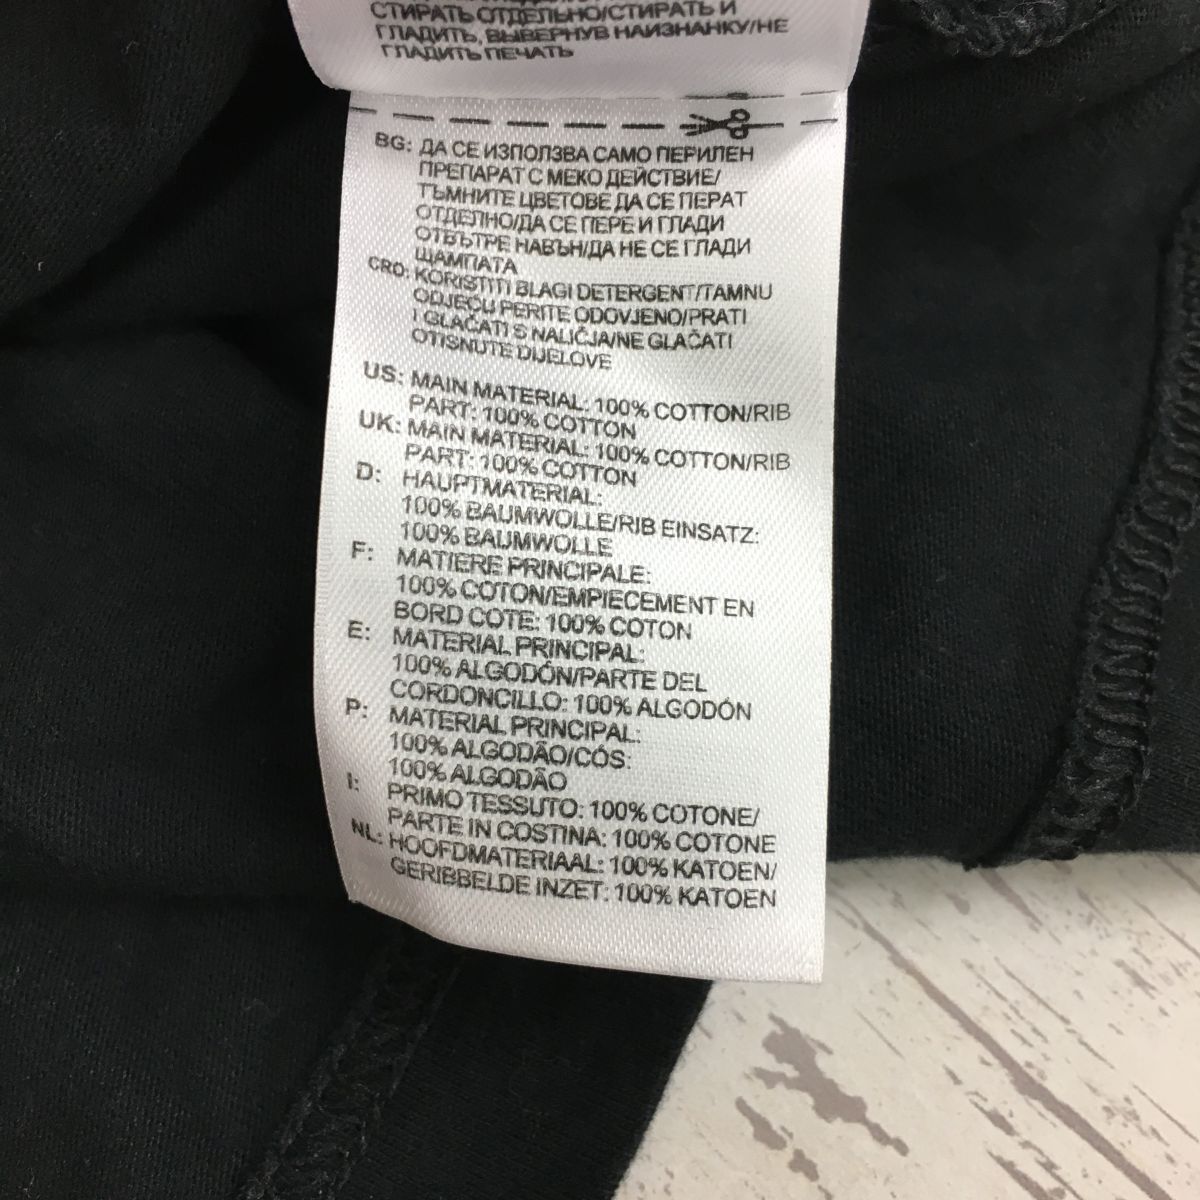 СТИРАТЬ ОТДЕЛЬНО/СТИРАТЬ И
ГЛАДИТЬ, ВЫВЕРНУВ НАИЗНАНКУ/НЕ
ГЛАДИТЬ ПЕЧАТЬ
BG: ДА СЕ ИЗПОЛЗВА САМО ПЕРИЛЕН
ПРЕПАРАТ С МЕКО ДЕЙСТВИЕ/
ТЪМНИТЕ ЦВЕТОВЕ ДА СЕ ПЕРАТ
ОТДЕЛНО/ДА СЕ ПЕРЕ И ГЛАДИ
ОТВЪТРЕ НАВЪН/ДА НЕ СЕ ГЛАДИ
ЩАМПАТА
CRO: KORISTITI BLAGI DETERGENT/TAMNU
ODJEĆU PERITE ODOVJENO/PRATI
I GLAČATI S NALIČJA/NE GLAČATI
OTISNUTE DIJELOVE
US: MAIN MATERIAL: 100% COTTON/RIB
PART: 100% COTTON
UK: MAIN MATERIAL: 100% COTTON/RIB
PART: 100% COTTON
D: HAUPTMATERIAL:
100% BAUMWOLLE/RIB EINSATZ:
100% BAUMWOLLE
F: MATIERE PRINCIPALE:
100% COTON/EMPIECEMENT EN
BORD COTE: 100% COTON
E: MATERIAL PRINCIPAL:
100% ALGODÓN/PARTE DEL
CORDONCILLO: 100% ALGODÓN
P: MATERIAL PRINCIPAL:
100% ALGODÃO/CÓS:
100% ALGODÃO
I: PRIMO TESSUTO: 100% COTONE/
PARTE IN COSTINA: 100% COTONE
NL: HOOFDMATERIAAL: 100% KATOEN/
GERIBBELDE INZET: 100% KATOEN